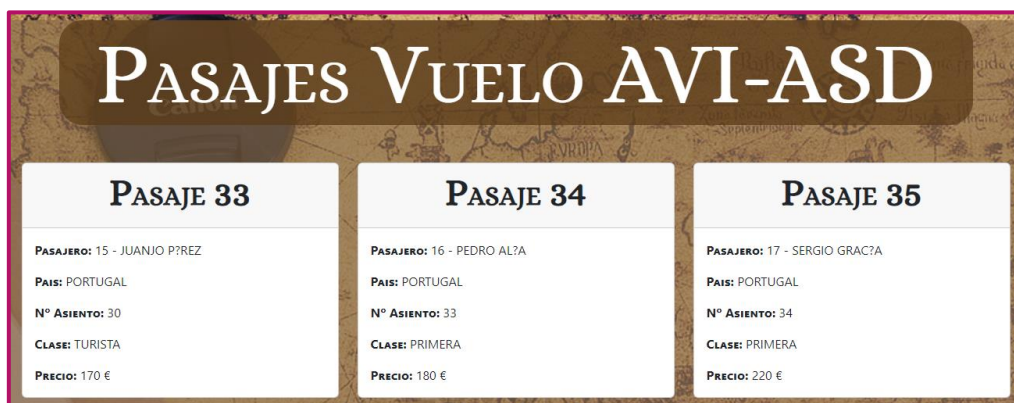 Pasajes Vuelo AVI-ASD
Pasaje 33
Pasajero: 15 - JUANJO P?REZ
Pais: PORTUGAL
Nº Asiento: 30
Clase: TURISTA
Precio: 170 €
Pasaje 34
Pasajero: 16 - PEDRO AL?A
Pais: PORTUGAL
Nº Asiento: 33
Clase: PRIMERA
Precio: 180 €
Pasaje 35
Pasajero: 17 - SERGIO GRAC?A
Pais: PORTUGAL
Nº Asiento: 34
Clase: PRIMERA
Precio: 220 €
EVROPA